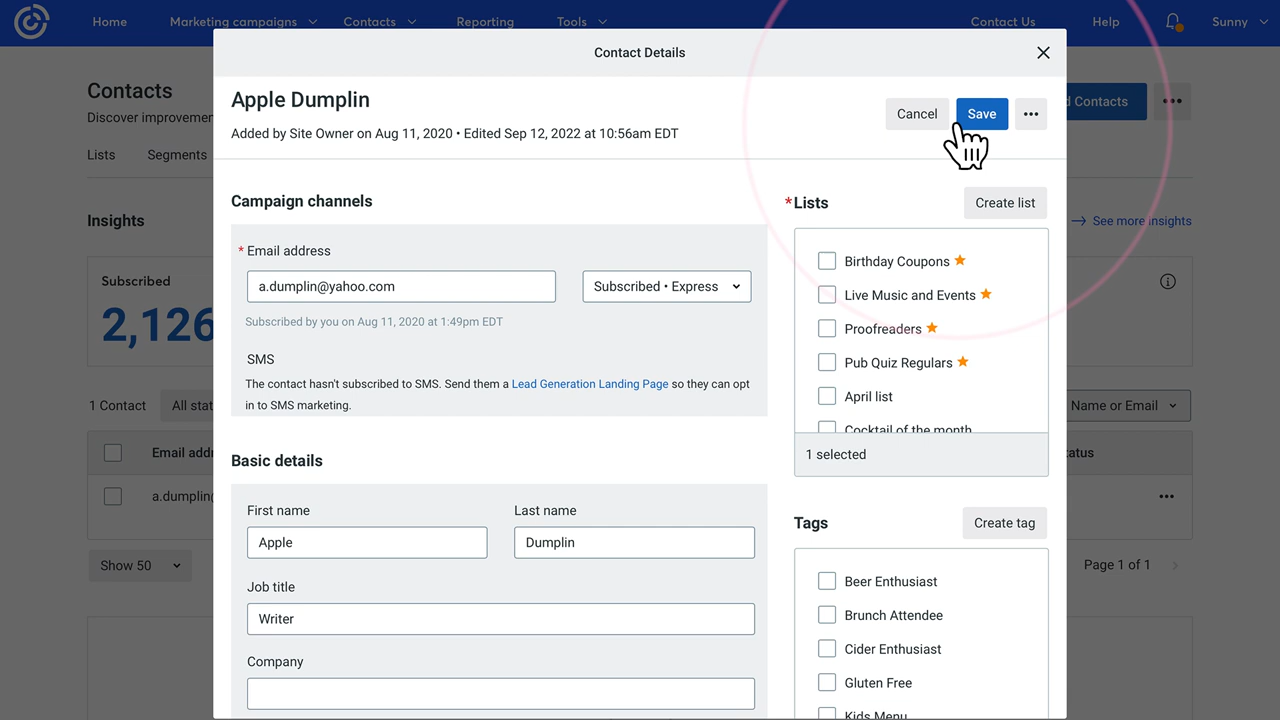 Home
Marketing campaigns
Contacts
Reporting
Tools
Contact Us
Help
Sunny
Contact Details
Contacts
Discover improvemen
Lists
Segments
d Contacts
•••
Apple Dumplin
Cancel
Save
•••
Added by Site Owner on Aug 11, 2020 • Edited Sep 12, 2022 at 10:56am EDT
Insights
See more insights
Subscribed
2,126
1 Contact
All stat
Name or Email
Email addr
tatus
a.dumplin@
•••
Show 50
Page 1 of 1
Campaign channels
* Email address
a.dumplin@yahoo.com
Subscribed • Express
Subscribed by you on Aug 11, 2020 at 1:49pm EDT
SMS
The contact hasn't subscribed to SMS. Send them a Lead Generation Landing Page so they can opt
in to SMS marketing.
Basic details
First name
Last name
Apple
Dumplin
Job title
Writer
Company
*Lists
Create list
Birthday Coupons
Live Music and Events
Proofreaders
Pub Quiz Regulars
April list
Cocktail of the month
1 selected
Tags
Create tag
Beer Enthusiast
Brunch Attendee
Cider Enthusiast
Gluten Free
Kids Menu